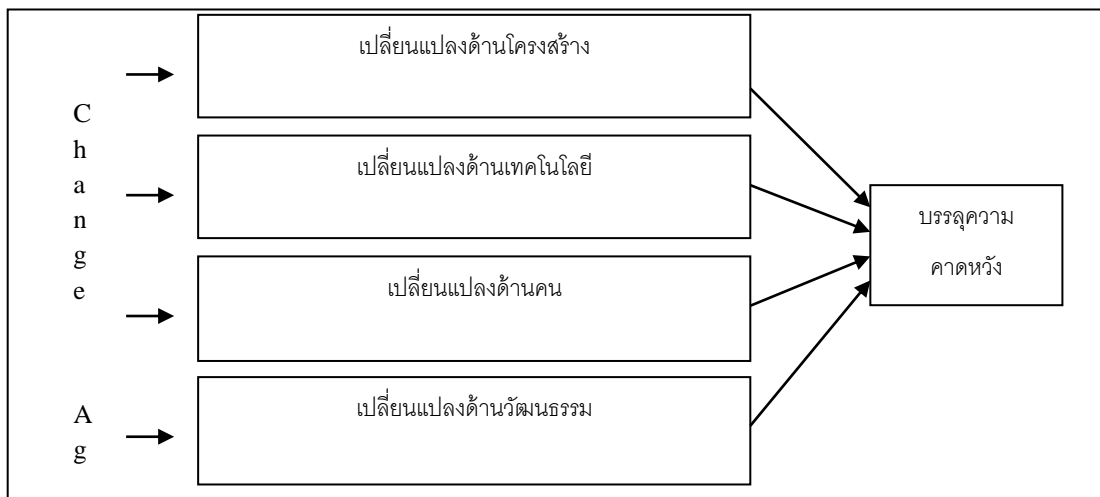 เปลี่ยนแปลงด้านโครงสร้าง
C
h
a
n
g
e
A
g
เปลี่ยนแปลงด้านเทคโนโลยี
เปลี่ยนแปลงด้านคน
เปลี่ยนแปลงด้านวัฒนธรรม
บรรลุความ
คาดหวัง